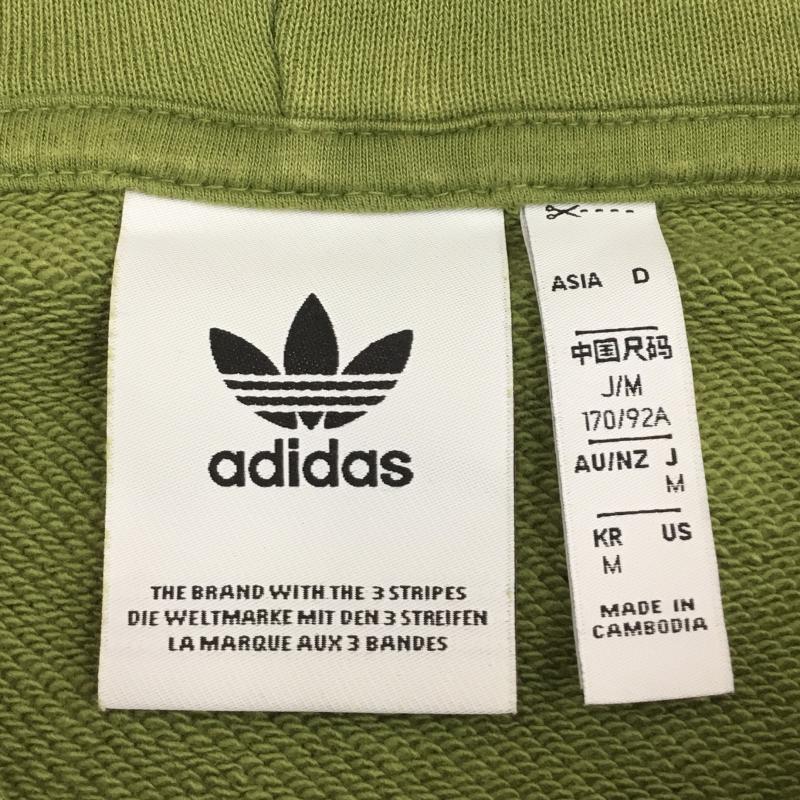 adidas
THE BRAND WITH THE 3 STRIPES
DIE WELTMARKE MIT DEN 3 STREIFEN
LA MARQUE AUX 3 BANDES
ASIA D
中国尺码
J/M
170/92A
AU/NZ J
M
KR US
M
MADE IN
CAMBODIA